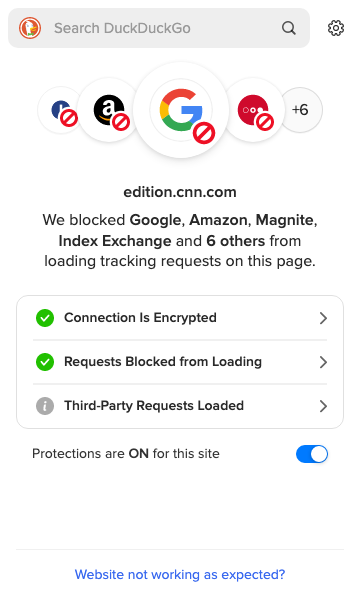 Search DuckDuckGo
+6
edition.cnn.com
We blocked Google, Amazon, Magnite,
Index Exchange and 6 others from
loading tracking requests on this page.
Connection Is Encrypted
Requests Blocked from Loading
Third-Party Requests Loaded
Protections are ON for this site
Website not working as expected?